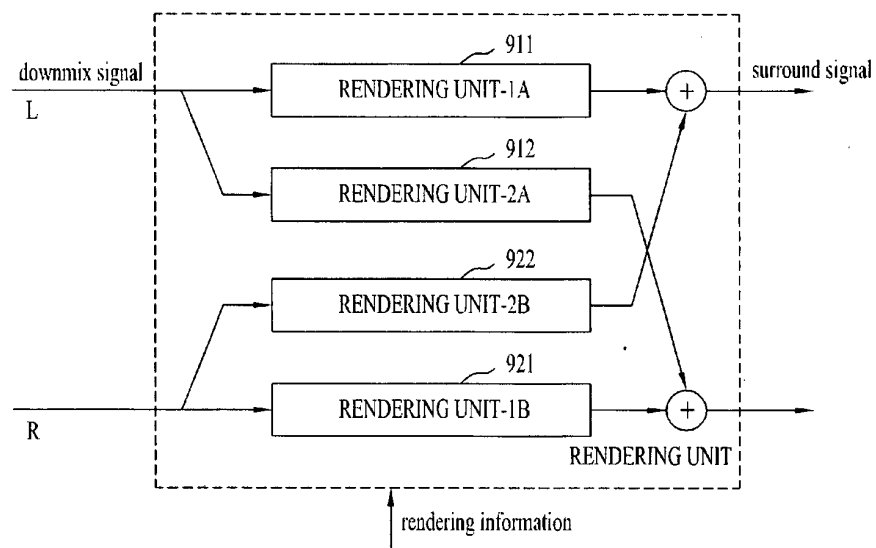 911
downmix signal
RENDERING UNIT-1A
+
surround signal
L
912
RENDERING UNIT-2A
922
RENDERING UNIT-2B
921
RENDERING UNIT-1B
+
R
RENDERING UNIT
rendering information